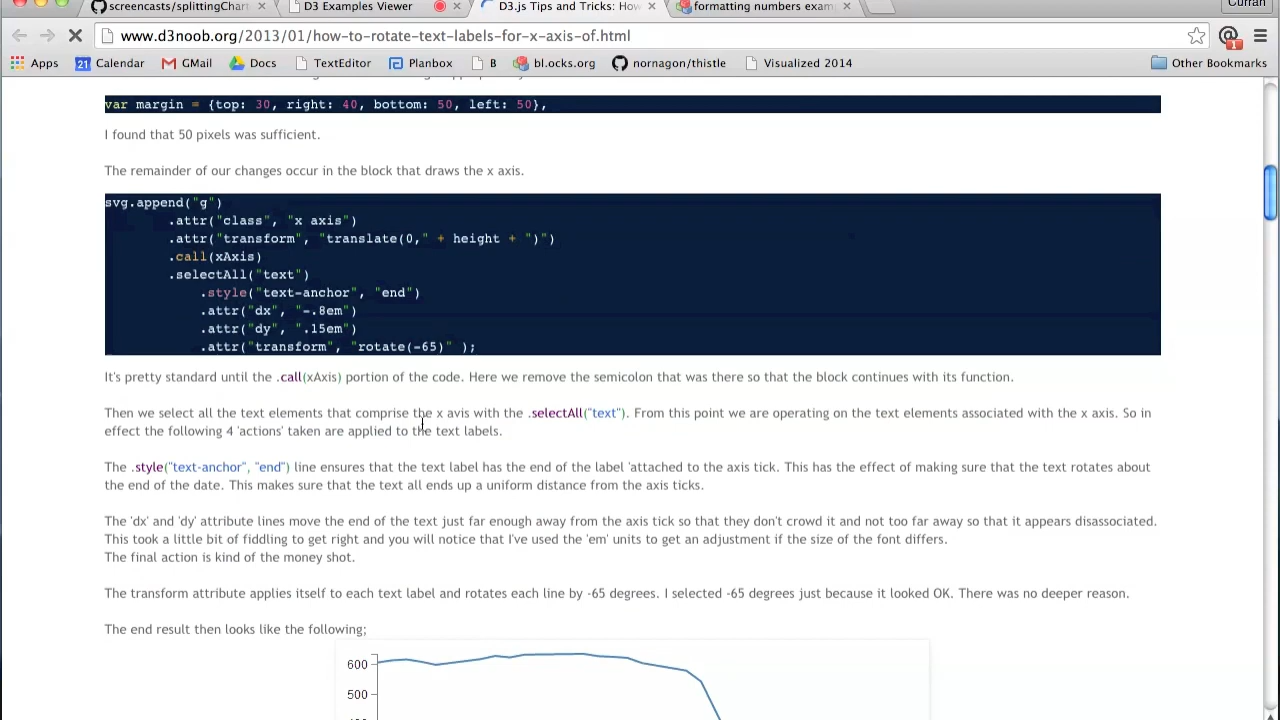 screencasts/splittingChart
D3 Examples Viewer
D3.js Tips and Tricks: How
formatting numbers exam
Curran
www.d3noob.org/2013/01/how-to-rotate-text-labels-for-x-axis-of.html
Apps
21 Calendar
GMail
Docs
TextEditor
Planbox
B
bl.ocks.org
nornagon/thistle
Visualized 2014
Other Bookmarks
1
var margin = {top: 30, right: 40, bottom: 50, left: 50},
I found that 50 pixels was sufficient.
The remainder of our changes occur in the block that draws the x axis.
svg.append("g")
.attr("class", "x axis")
.attr("transform", "translate(0," + height + ")")
.call(xAxis)
.selectAll("text")
.style("text-anchor", "end")
.attr("dx", "-.8em")
.attr("dy", ".15em")
.attr("transform", "rotate(-65)" );
It's pretty standard until the .call(xAxis) portion of the code. Here we remove the semicolon that was there so that the block continues with its function.
Then we select all the text elements that comprise the x avis with the .selectAll("text"). From this point we are operating on the text elements associated with the x axis. So in
effect the following 4 'actions' taken are applied to the text labels.
The .style("text-anchor", "end") line ensures that the text label has the end of the label 'attached to the axis tick. This has the effect of making sure that the text rotates about
the end of the date. This makes sure that the text all ends up a uniform distance from the axis ticks.
The 'dx' and 'dy' attribute lines move the end of the text just far enough away from the axis tick so that they don't crowd it and not too far away so that it appears disassociated.
This took a little bit of fiddling to get right and you will notice that I've used the 'em' units to get an adjustment if the size of the font differs.
The final action is kind of the money shot.
The transform attribute applies itself to each text label and rotates each line by -65 degrees. I selected -65 degrees just because it looked OK. There was no deeper reason.
The end result then looks like the following;
600
500